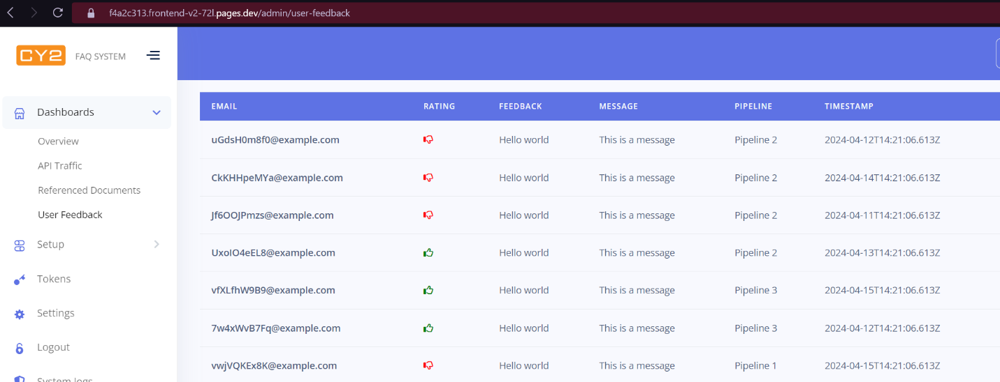 f4a2c313.frontend-v2-72l.pages.dev/admin/user-feedback
CY2 FAQ SYSTEM
Dashboards
Overview
API Traffic
Referenced Documents
User Feedback
Setup
Tokens
Settings
Logout
System logs
EMAIL RATING FEEDBACK MESSAGE PIPELINE TIMESTAMP
uGdsH0m8f0@example.com Hello world This is a message Pipeline 2 2024-04-12T14:21:06.613Z
CkKHHpeMYa@example.com Hello world This is a message Pipeline 2 2024-04-14T14:21:06.613Z
Jf6OOJPmzs@example.com Hello world This is a message Pipeline 2 2024-04-11T14:21:06.613Z
UxoIO4eEL8@example.com Hello world This is a message Pipeline 2 2024-04-13T14:21:06.613Z
vfXLfhW9B9@example.com Hello world This is a message Pipeline 3 2024-04-15T14:21:06.613Z
7w4xWvB7Fq@example.com Hello world This is a message Pipeline 3 2024-04-12T14:21:06.613Z
vwjVQKEx8K@example.com Hello world This is a message Pipeline 1 2024-04-15T14:21:06.613Z